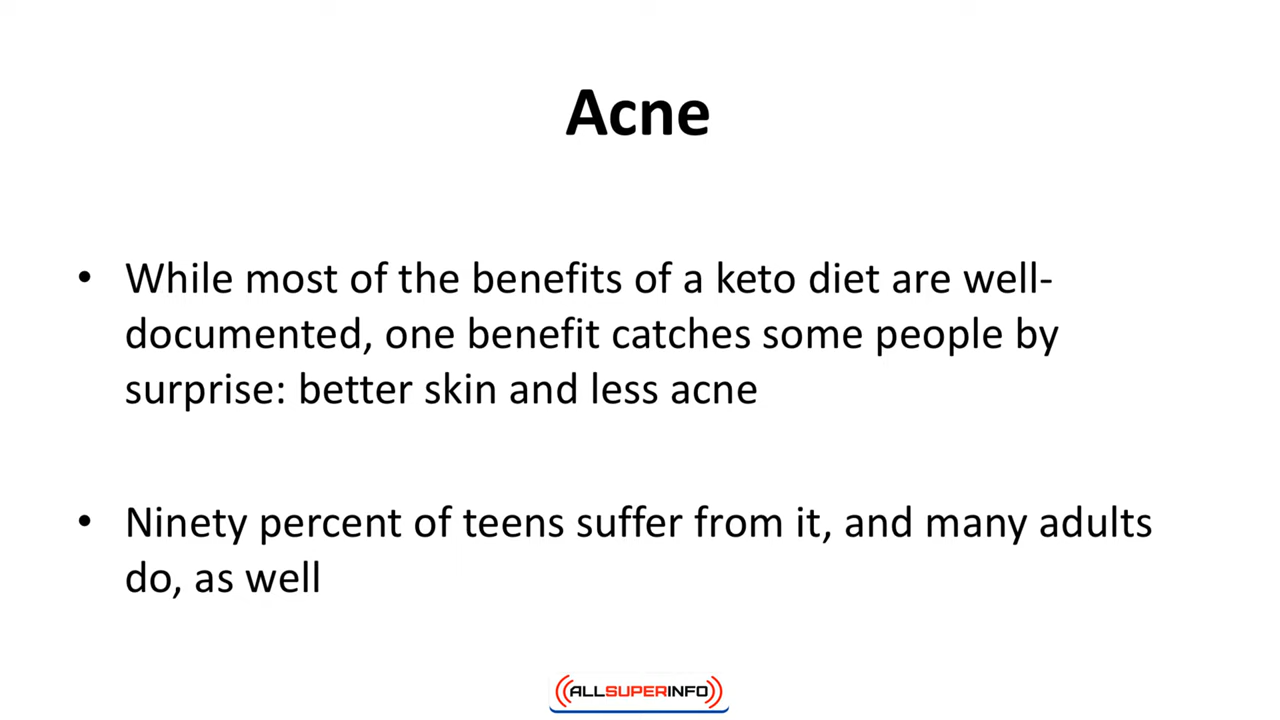 Acne
• While most of the benefits of a keto diet are well-
documented, one benefit catches some people by
surprise: better skin and less acne
• Ninety percent of teens suffer from it, and many adults
do, as well
ALLSUPERINFO